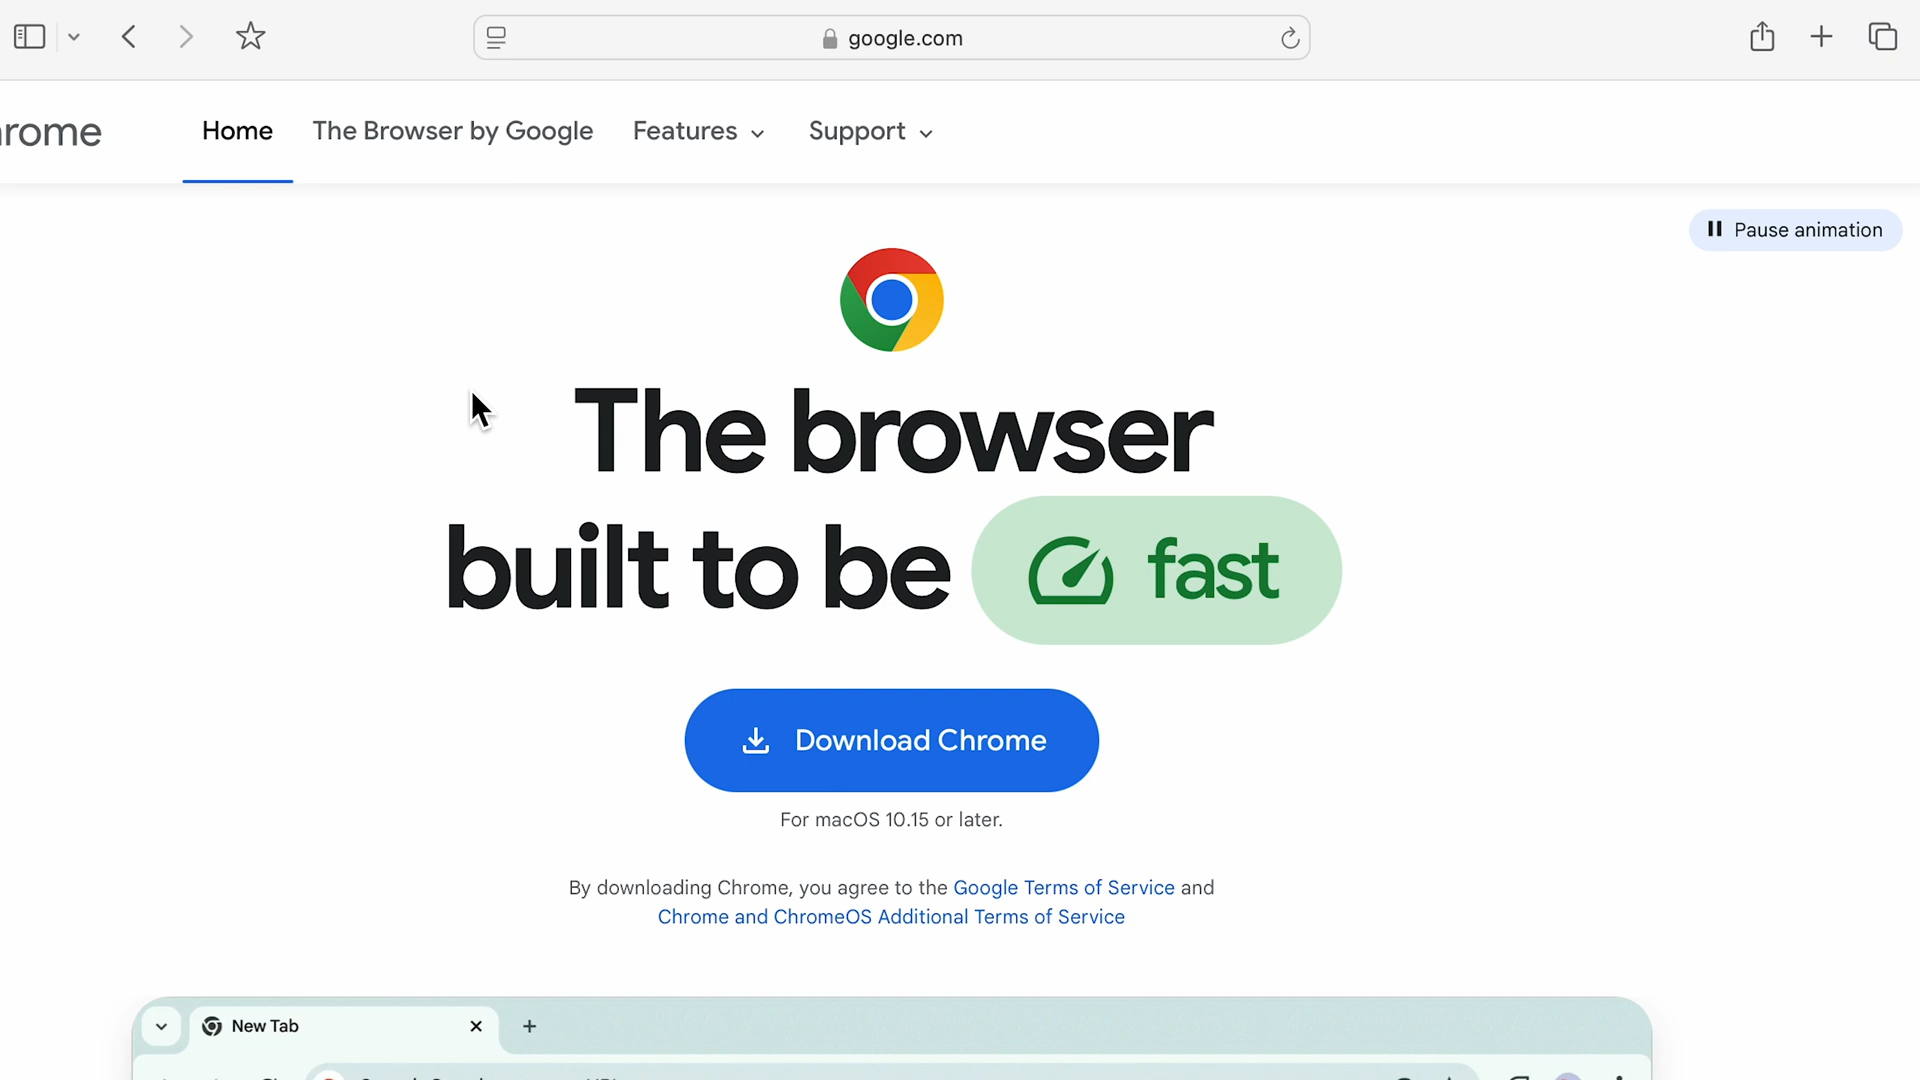 google.com
rome
Home The Browser by Google Features Support
Pause animation
The browser
built to be fast
Download Chrome
For macOS 10.15 or later.
By downloading Chrome, you agree to the Google Terms of Service and
Chrome and ChromeOS Additional Terms of Service
New Tab